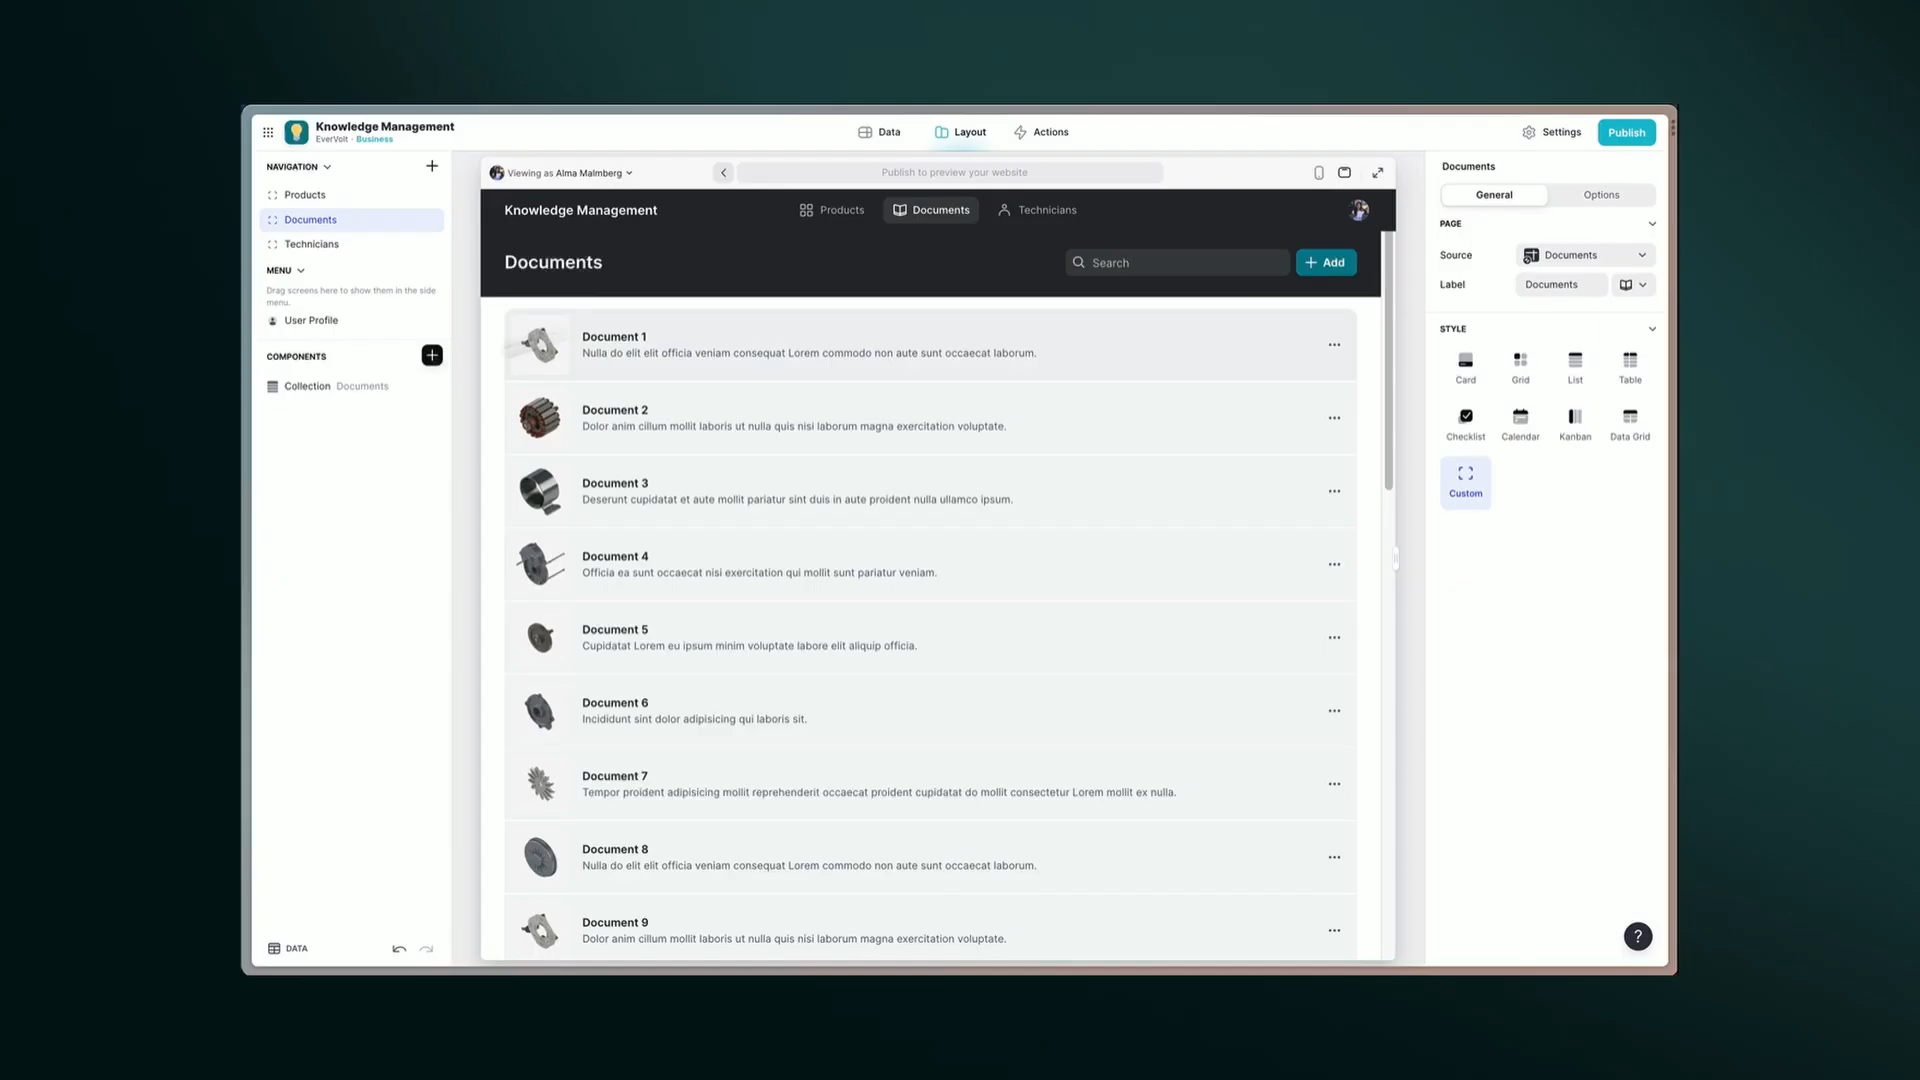 Knowledge Management
EverVolt · Business
Data
Layout
Actions
Settings
Publish
NAVIGATION
Products
Documents
Technicians
MENU
Drag screens here to show them in the side
menu.
User Profile
COMPONENTS
Collection Documents
DATA
Viewing as Alma Malmberg
Publish to preview your website
Knowledge Management
Products
Documents
Technicians
Documents
Search
Add
Document 1
Nulla do elit elit officia veniam consequat Lorem commodo non aute sunt occaecat laborum.
Document 2
Dolor anim cillum mollit laboris ut nulla quis nisi laborum magna exercitation voluptate.
Document 3
Deserunt cupidatat et aute mollit pariatur sint duis in aute proident nulla ullamco ipsum.
Document 4
Officia ea sunt occaecat nisi exercitation qui mollit sunt pariatur veniam.
Document 5
Cupidatat Lorem eu ipsum minim voluptate labore elit aliquip officia.
Document 6
Incididunt sint dolor adipisicing qui laboris sit.
Document 7
Tempor proident adipisicing mollit reprehenderit occaecat proident cupidatat do mollit consectetur Lorem mollit ex nulla.
Document 8
Nulla do elit elit officia veniam consequat Lorem commodo non aute sunt occaecat laborum.
Document 9
Dolor anim cillum mollit laboris ut nulla quis nisi laborum magna exercitation voluptate.
Documents
General
Options
PAGE
Source
Documents
Label
Documents
STYLE
Card
Grid
List
Table
Checklist
Calendar
Kanban
Data Grid
Custom
?